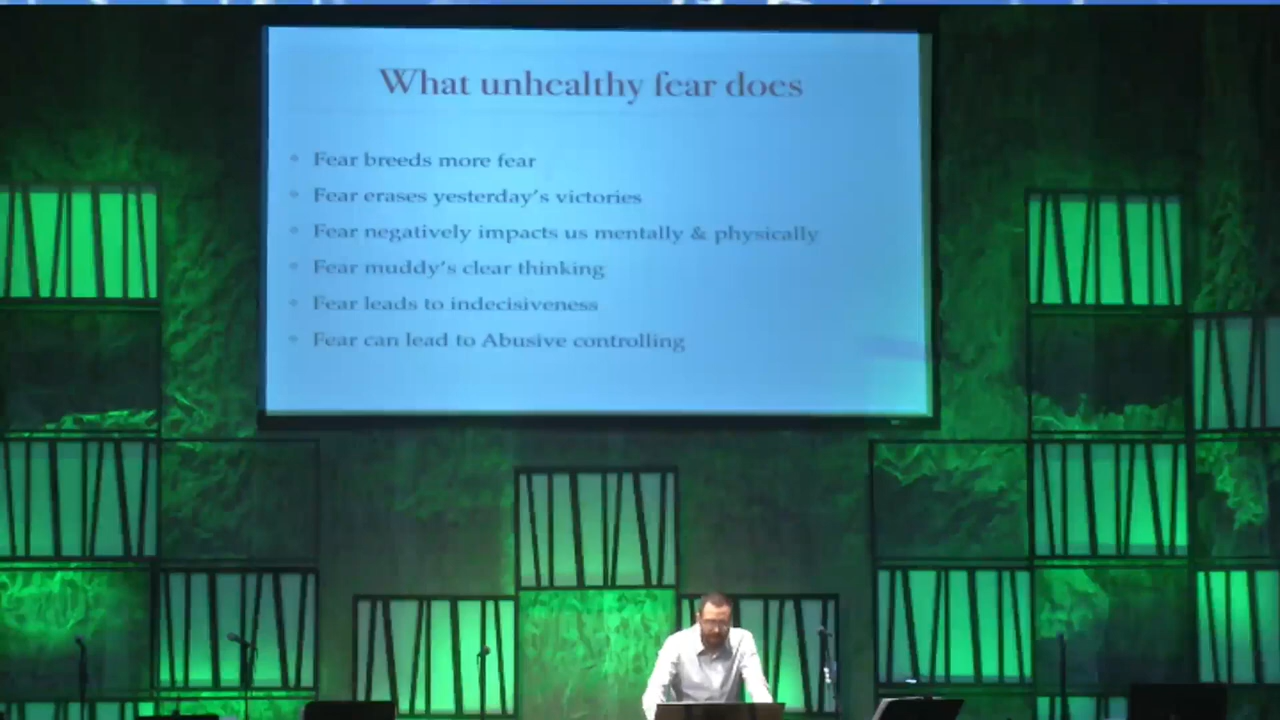 What unhealthy fear does
Fear breeds more fear
Fear erases yesterday's victories
Fear negatively impacts us mentally & physically
Fear muddy's clear thinking
Fear leads to indecisiveness
Fear can lead to Abusive controlling